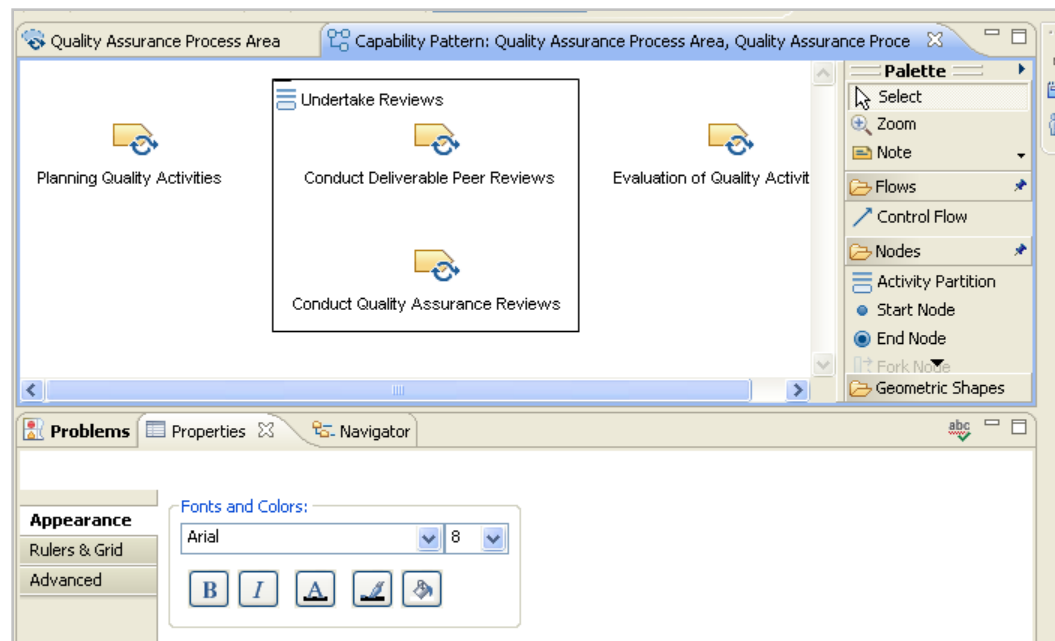 Quality Assurance Process Area
Capability Pattern: Quality Assurance Process Area, Quality Assurance Proce
Undertake Reviews
Planning Quality Activities
Conduct Deliverable Peer Reviews
Evaluation of Quality Activit
Conduct Quality Assurance Reviews
Palette
Select
Zoom
Note
Flows
Control Flow
Nodes
Activity Partition
Start Node
End Node
Fork Node
Geometric Shapes
Problems
Properties
Navigator
abc
Appearance
Rulers & Grid
Advanced
Fonts and Colors:
Arial
8
B
I
A